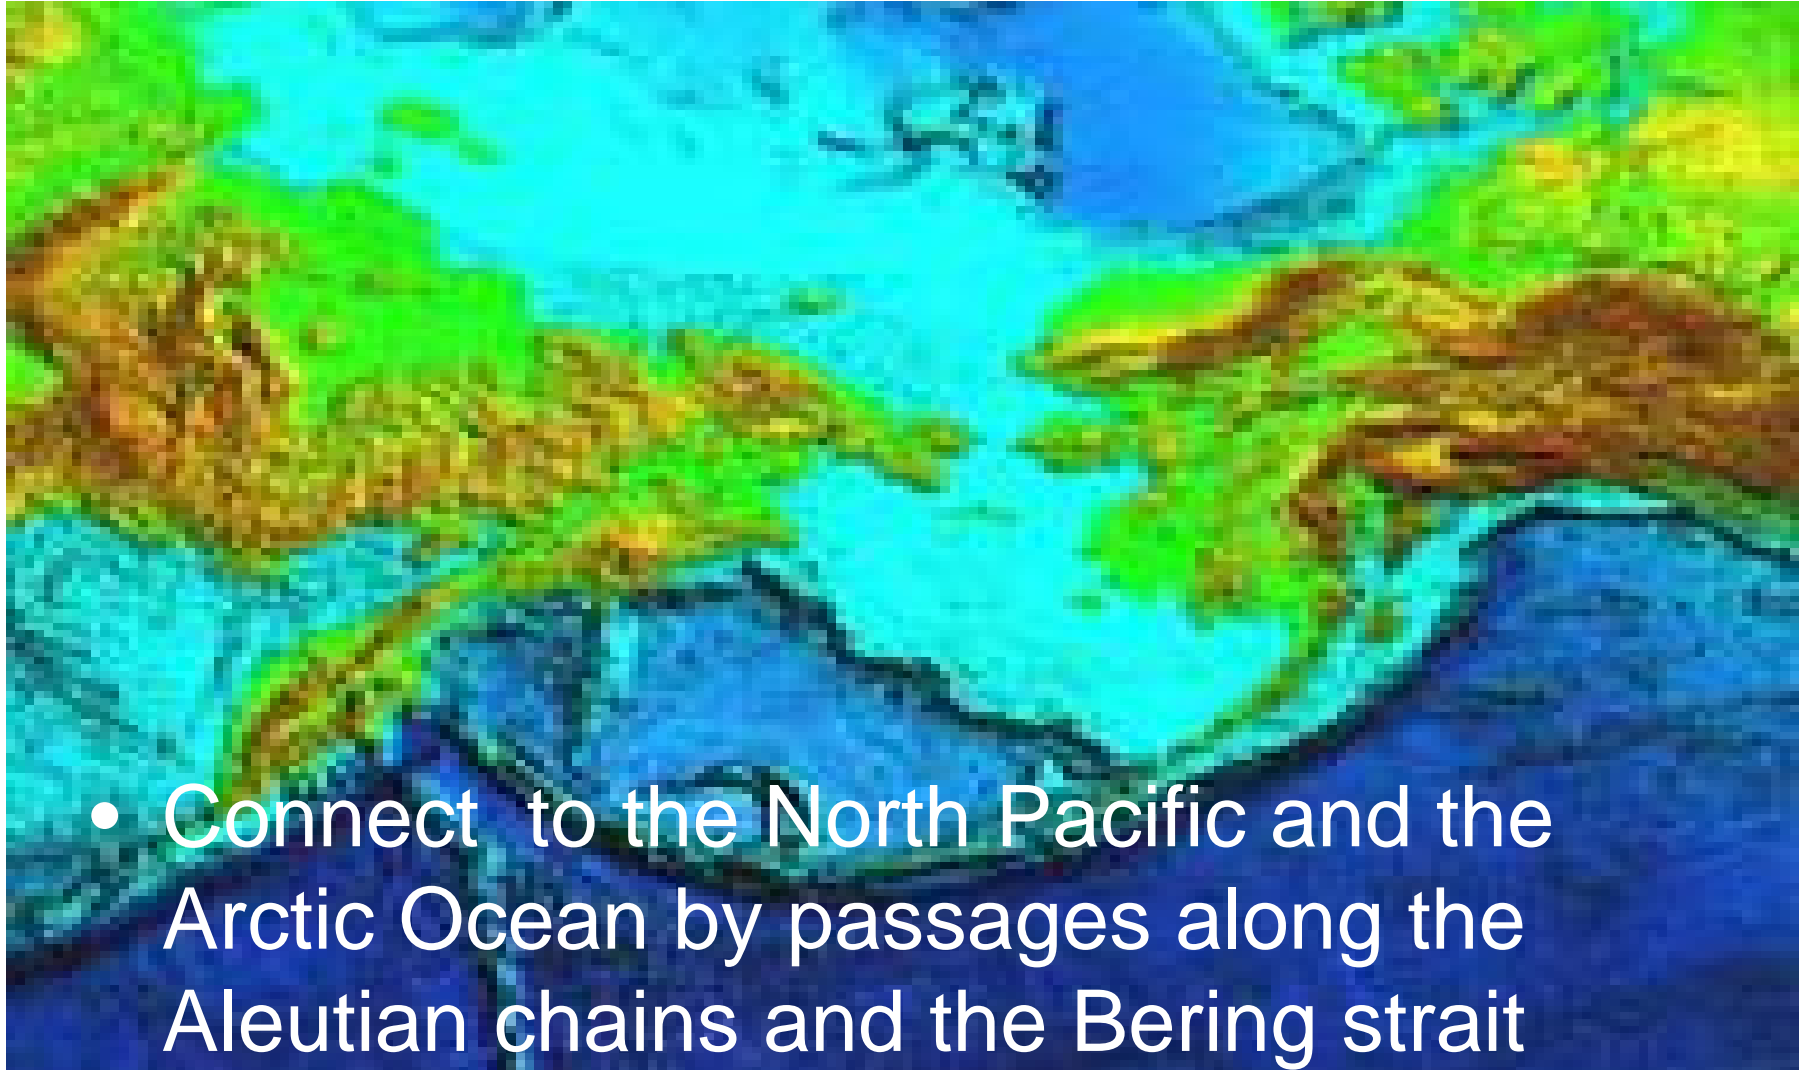 • Connect  to the North Pacific and the
Arctic Ocean by passages along the
Aleutian chains and the Bering strait